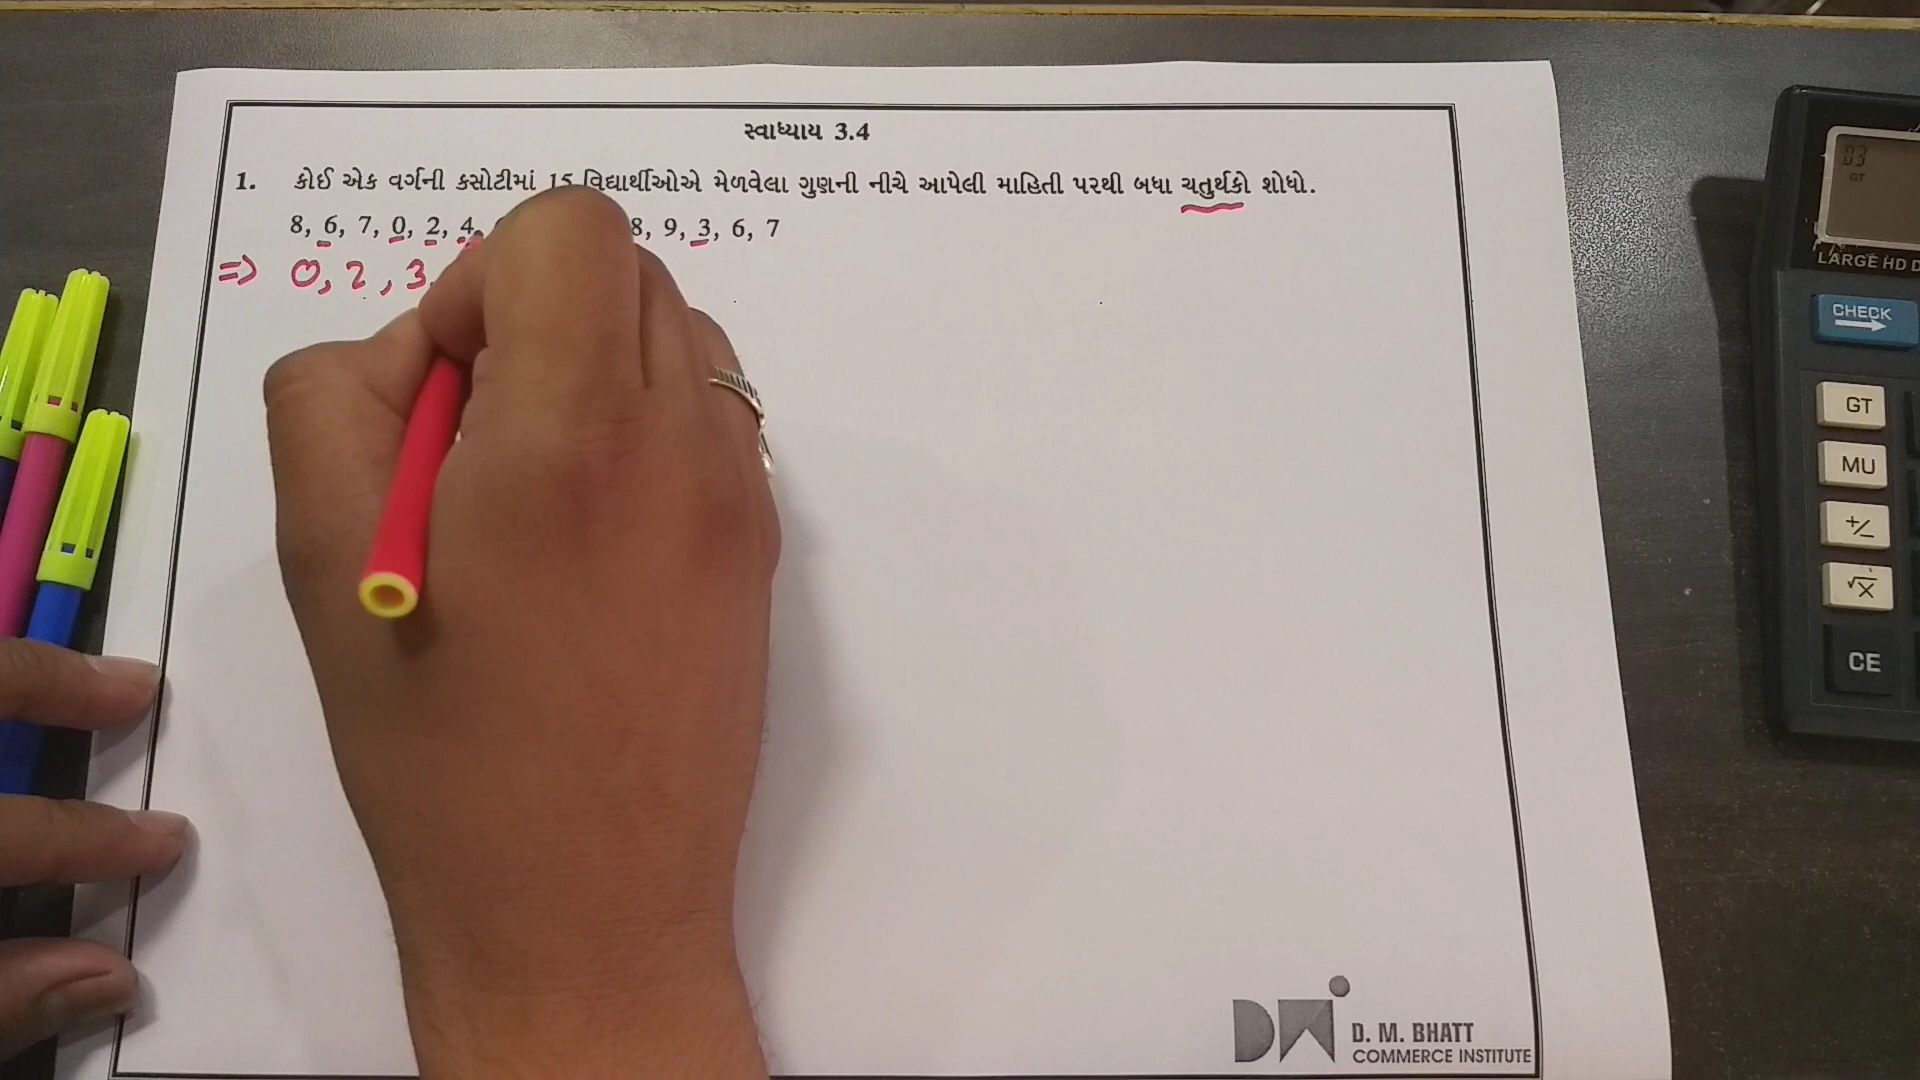 સ્વાધ્યાય 3.4
1. કોઈ એક વર્ગની કસોટીમાં 15 વિદ્યાર્થીઓએ મેળવેલા ગુણની નીચે આપેલી માહિતી પરથી બધા ચતુર્થકો શોધો.
8, 6, 7, 0, 2, 4, 8, 9, 3, 6, 7
⇒ 0, 2, 3
03
GT
LARGE HD D
CHECK
GT
MU
+/−
√X
CE
D. M. BHATT
COMMERCE INSTITUTE